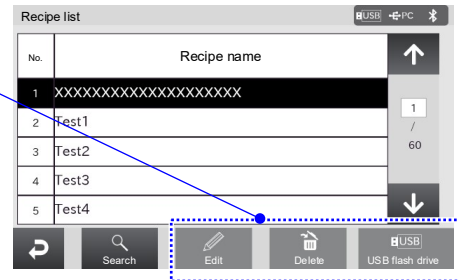 Recipe list
USB PC
No. Recipe name
1 XXXXXXXXXXXXXXXXXXXX
2 Test1
3 Test2
4 Test3
5 Test4
1
/
60
Search Edit Delete USB
USB flash drive